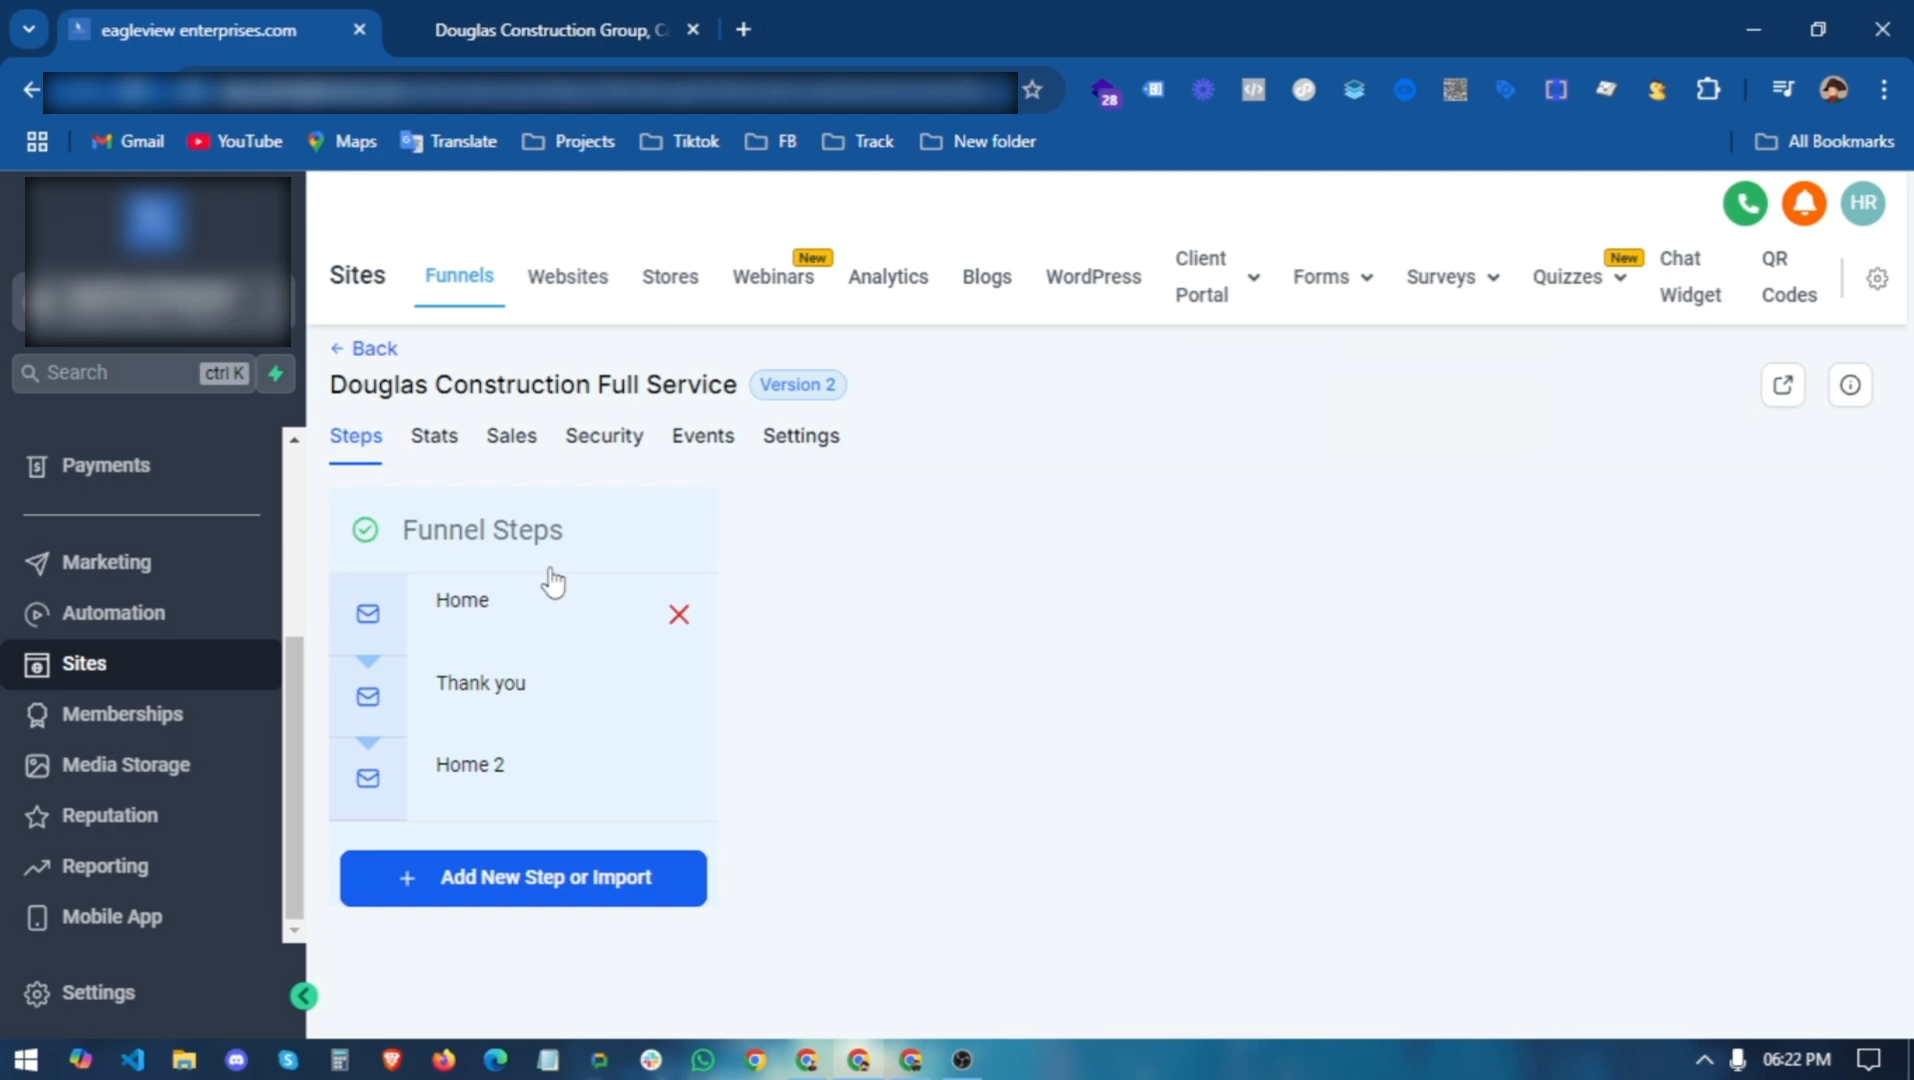 eagleview enterprises.com
Douglas Construction Group, C
28
Gmail
YouTube
Maps
Translate
Projects
Tiktok
FB
Track
New folder
All Bookmarks
HR
Sites
Funnels
Websites
Stores
Webinars
New
Analytics
Blogs
WordPress
Client
Portal
Forms
Surveys
Quizzes
New
Chat
Widget
QR
Codes
Search
ctrl K
Payments
Marketing
Automation
Sites
Memberships
Media Storage
Reputation
Reporting
Mobile App
Settings
← Back
Douglas Construction Full Service
Version 2
Steps
Stats
Sales
Security
Events
Settings
Funnel Steps
Home
Thank you
Home 2
+ Add New Step or Import
06:22 PM